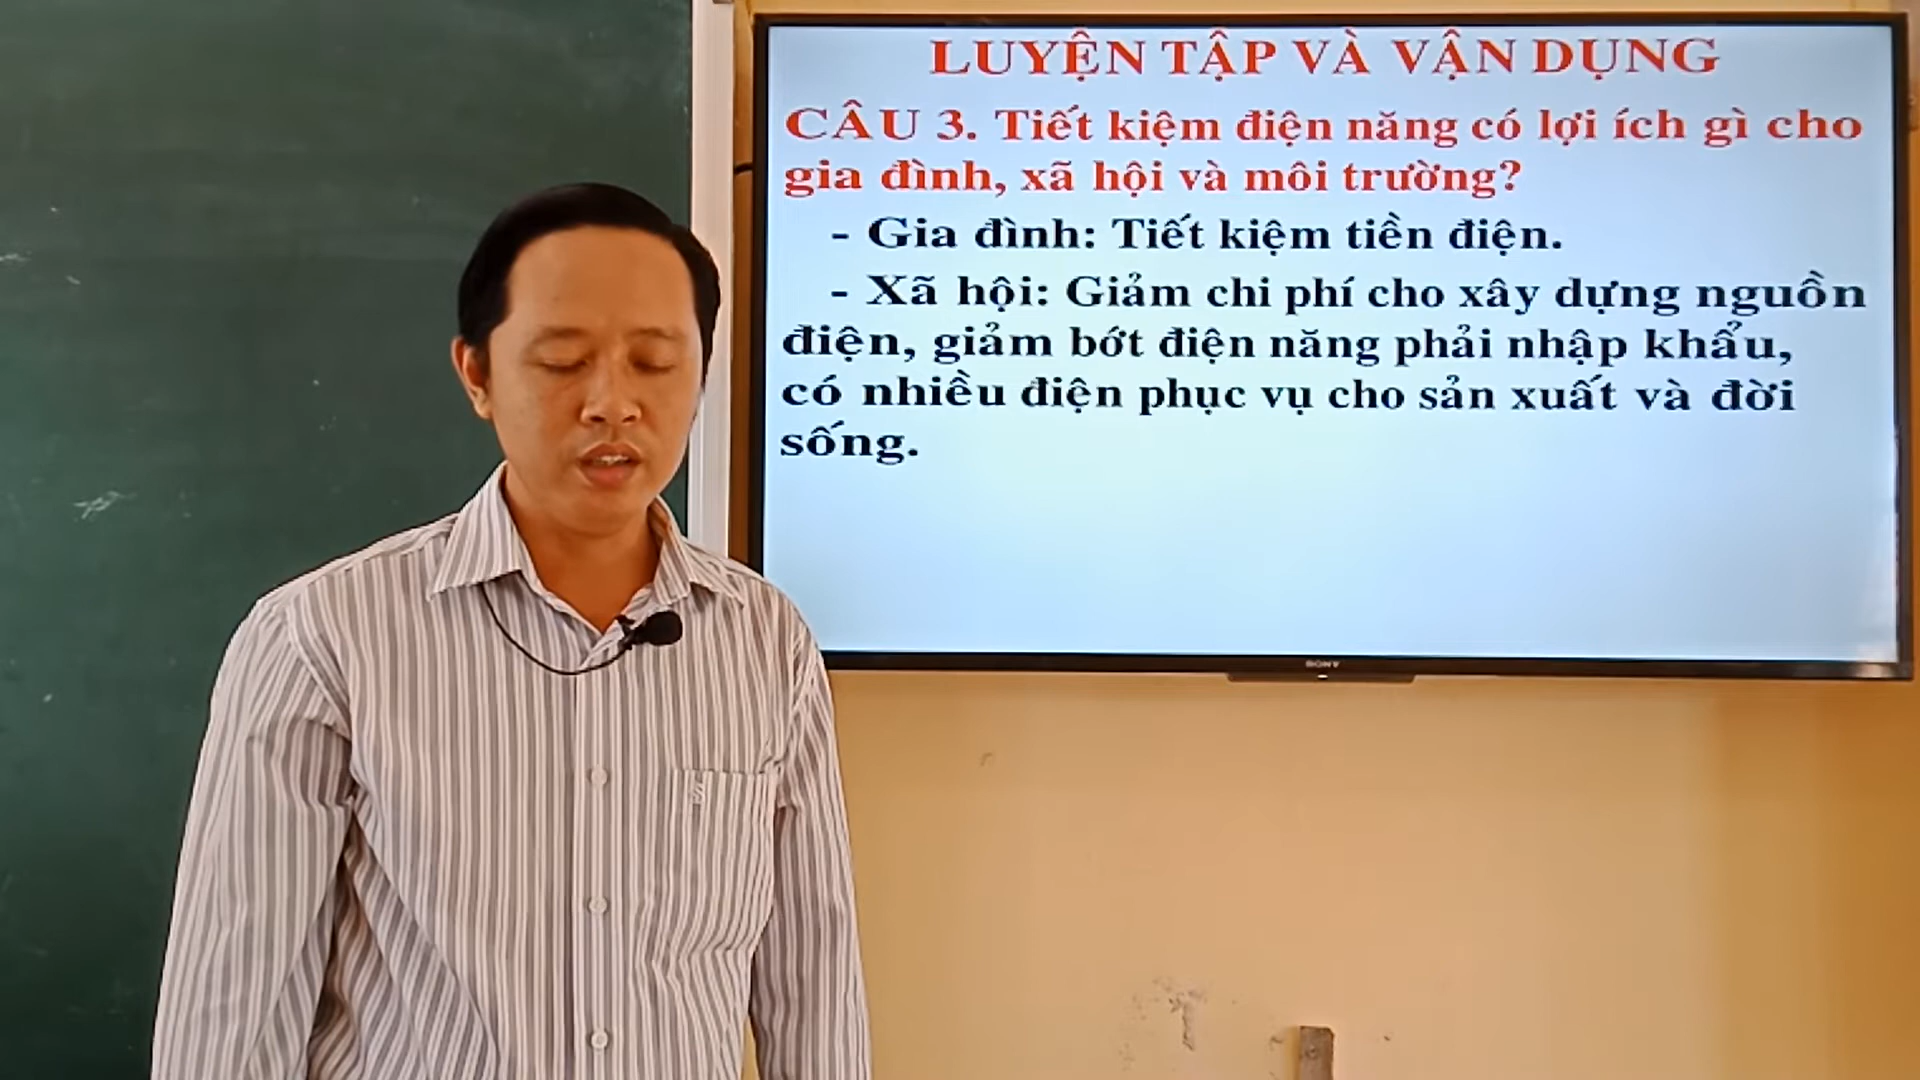 LUYỆN TẬP VÀ VẬN DỤNG
CÂU 3. Tiết kiệm điện năng có lợi ích gì cho
gia đình, xã hội và môi trường?
- Gia đình: Tiết kiệm tiền điện.
- Xã hội: Giảm chi phí cho xây dựng nguồn
điện, giảm bớt điện năng phải nhập khẩu,
có nhiều điện phục vụ cho sản xuất và đời
sống.
SONY